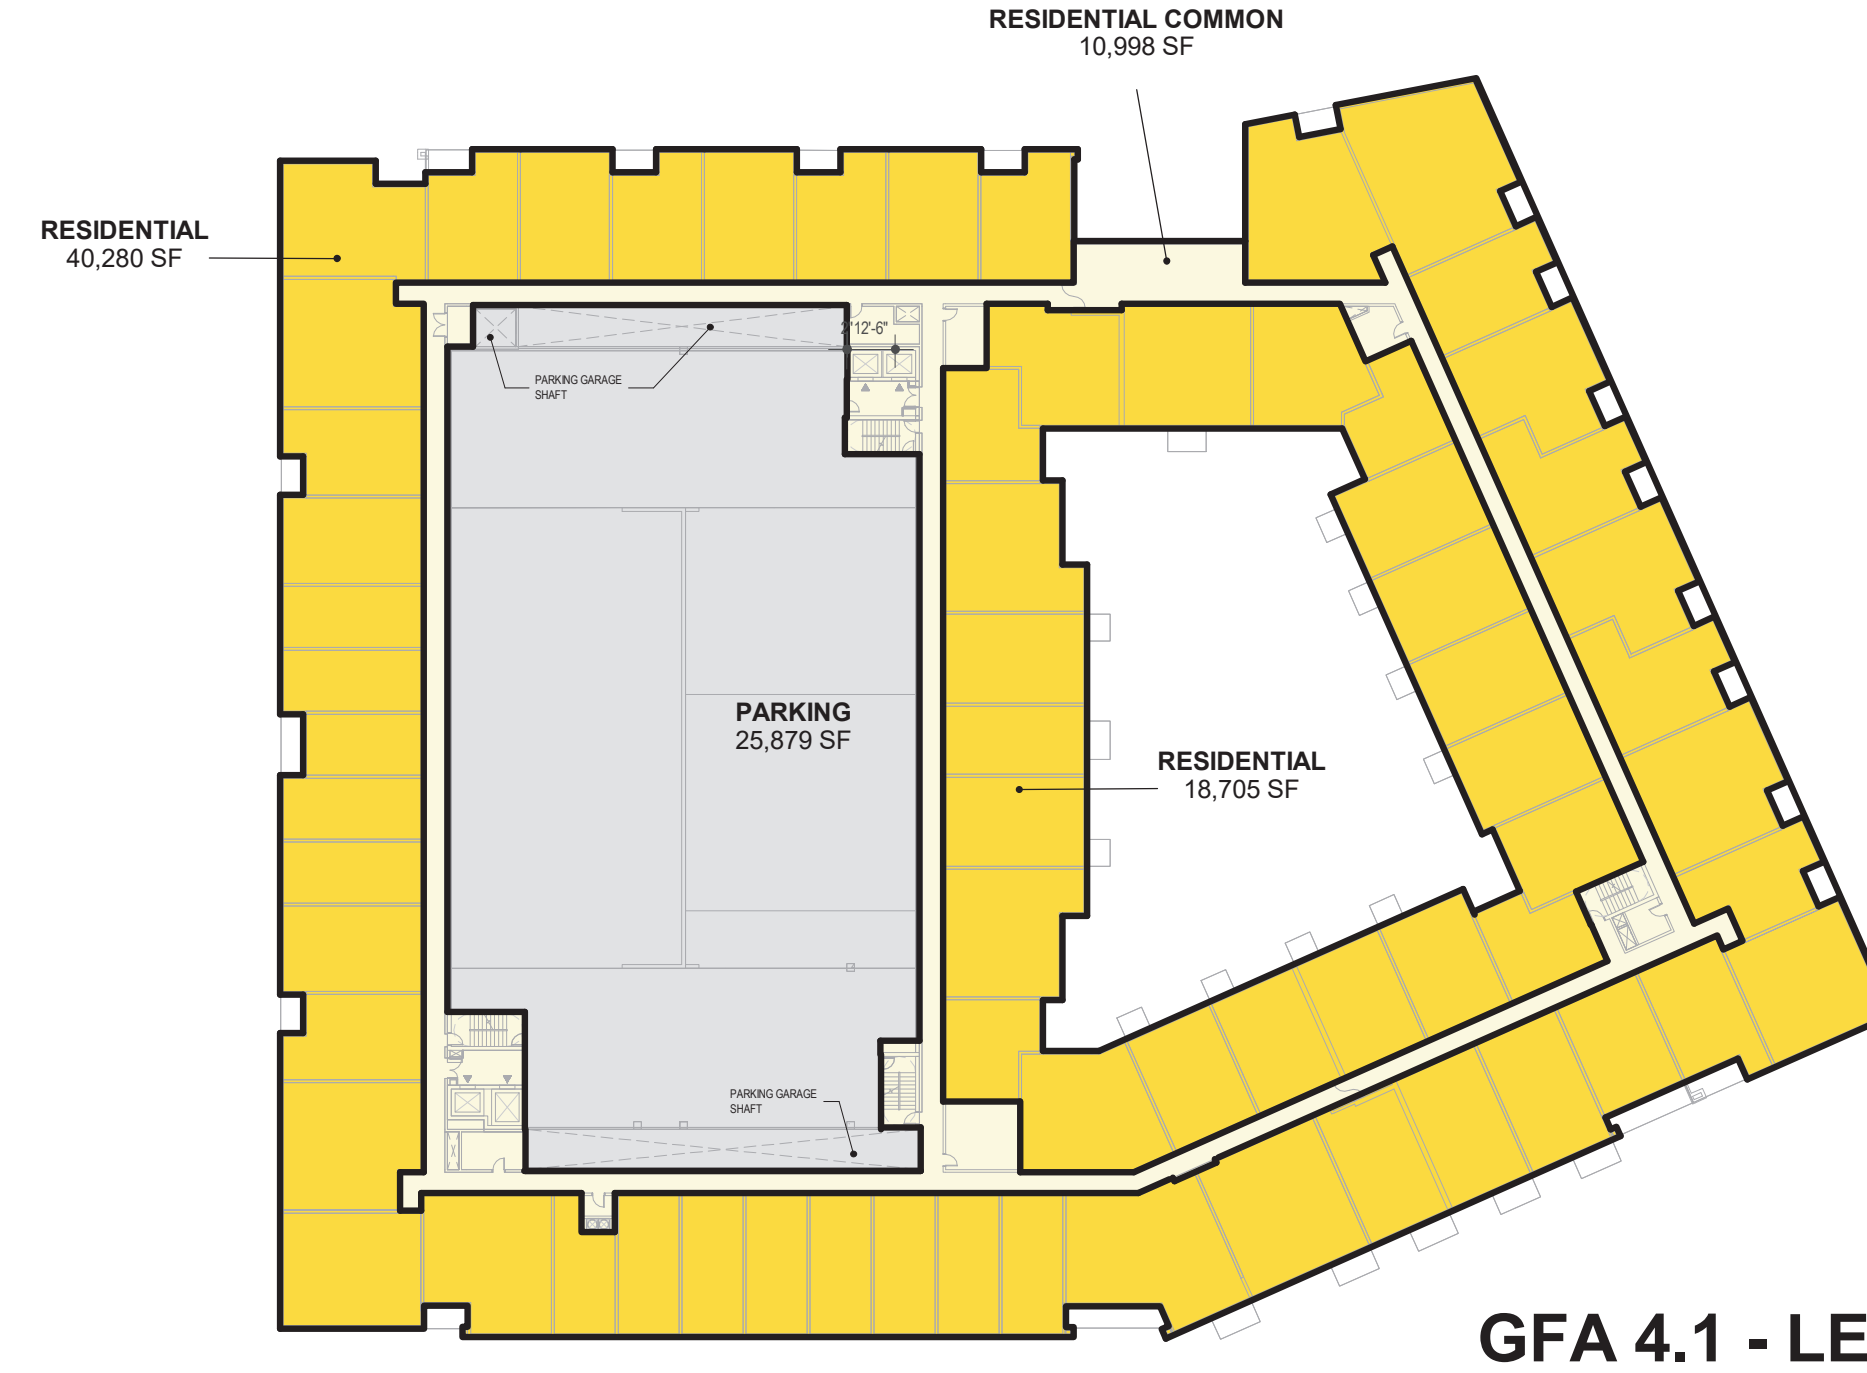 RESIDENTIAL COMMON
10,998 SF
RESIDENTIAL
40,280 SF
2'12'-6"
PARKING GARAGE
SHAFT
PARKING
25,879 SF
RESIDENTIAL
18,705 SF
PARKING GARAGE
SHAFT
GFA 4.1 - LE